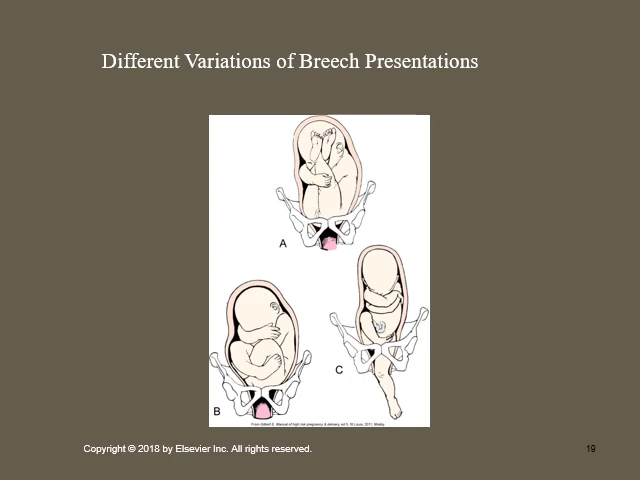 Different Variations of Breech Presentations
A
B
C
From Gilbert E: Manual of high risk pregnancy & delivery, ed 5, St Louis, 2011, Mosby.
Copyright © 2018 by Elsevier Inc. All rights reserved.
19